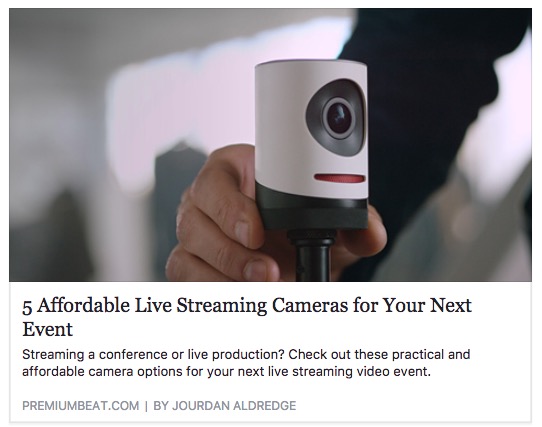 5 Affordable Live Streaming Cameras for Your Next
Event
Streaming a conference or live production? Check out these practical and
affordable camera options for your next live streaming video event.
PREMIUMBEAT.COM | BY JOURDAN ALDREDGE